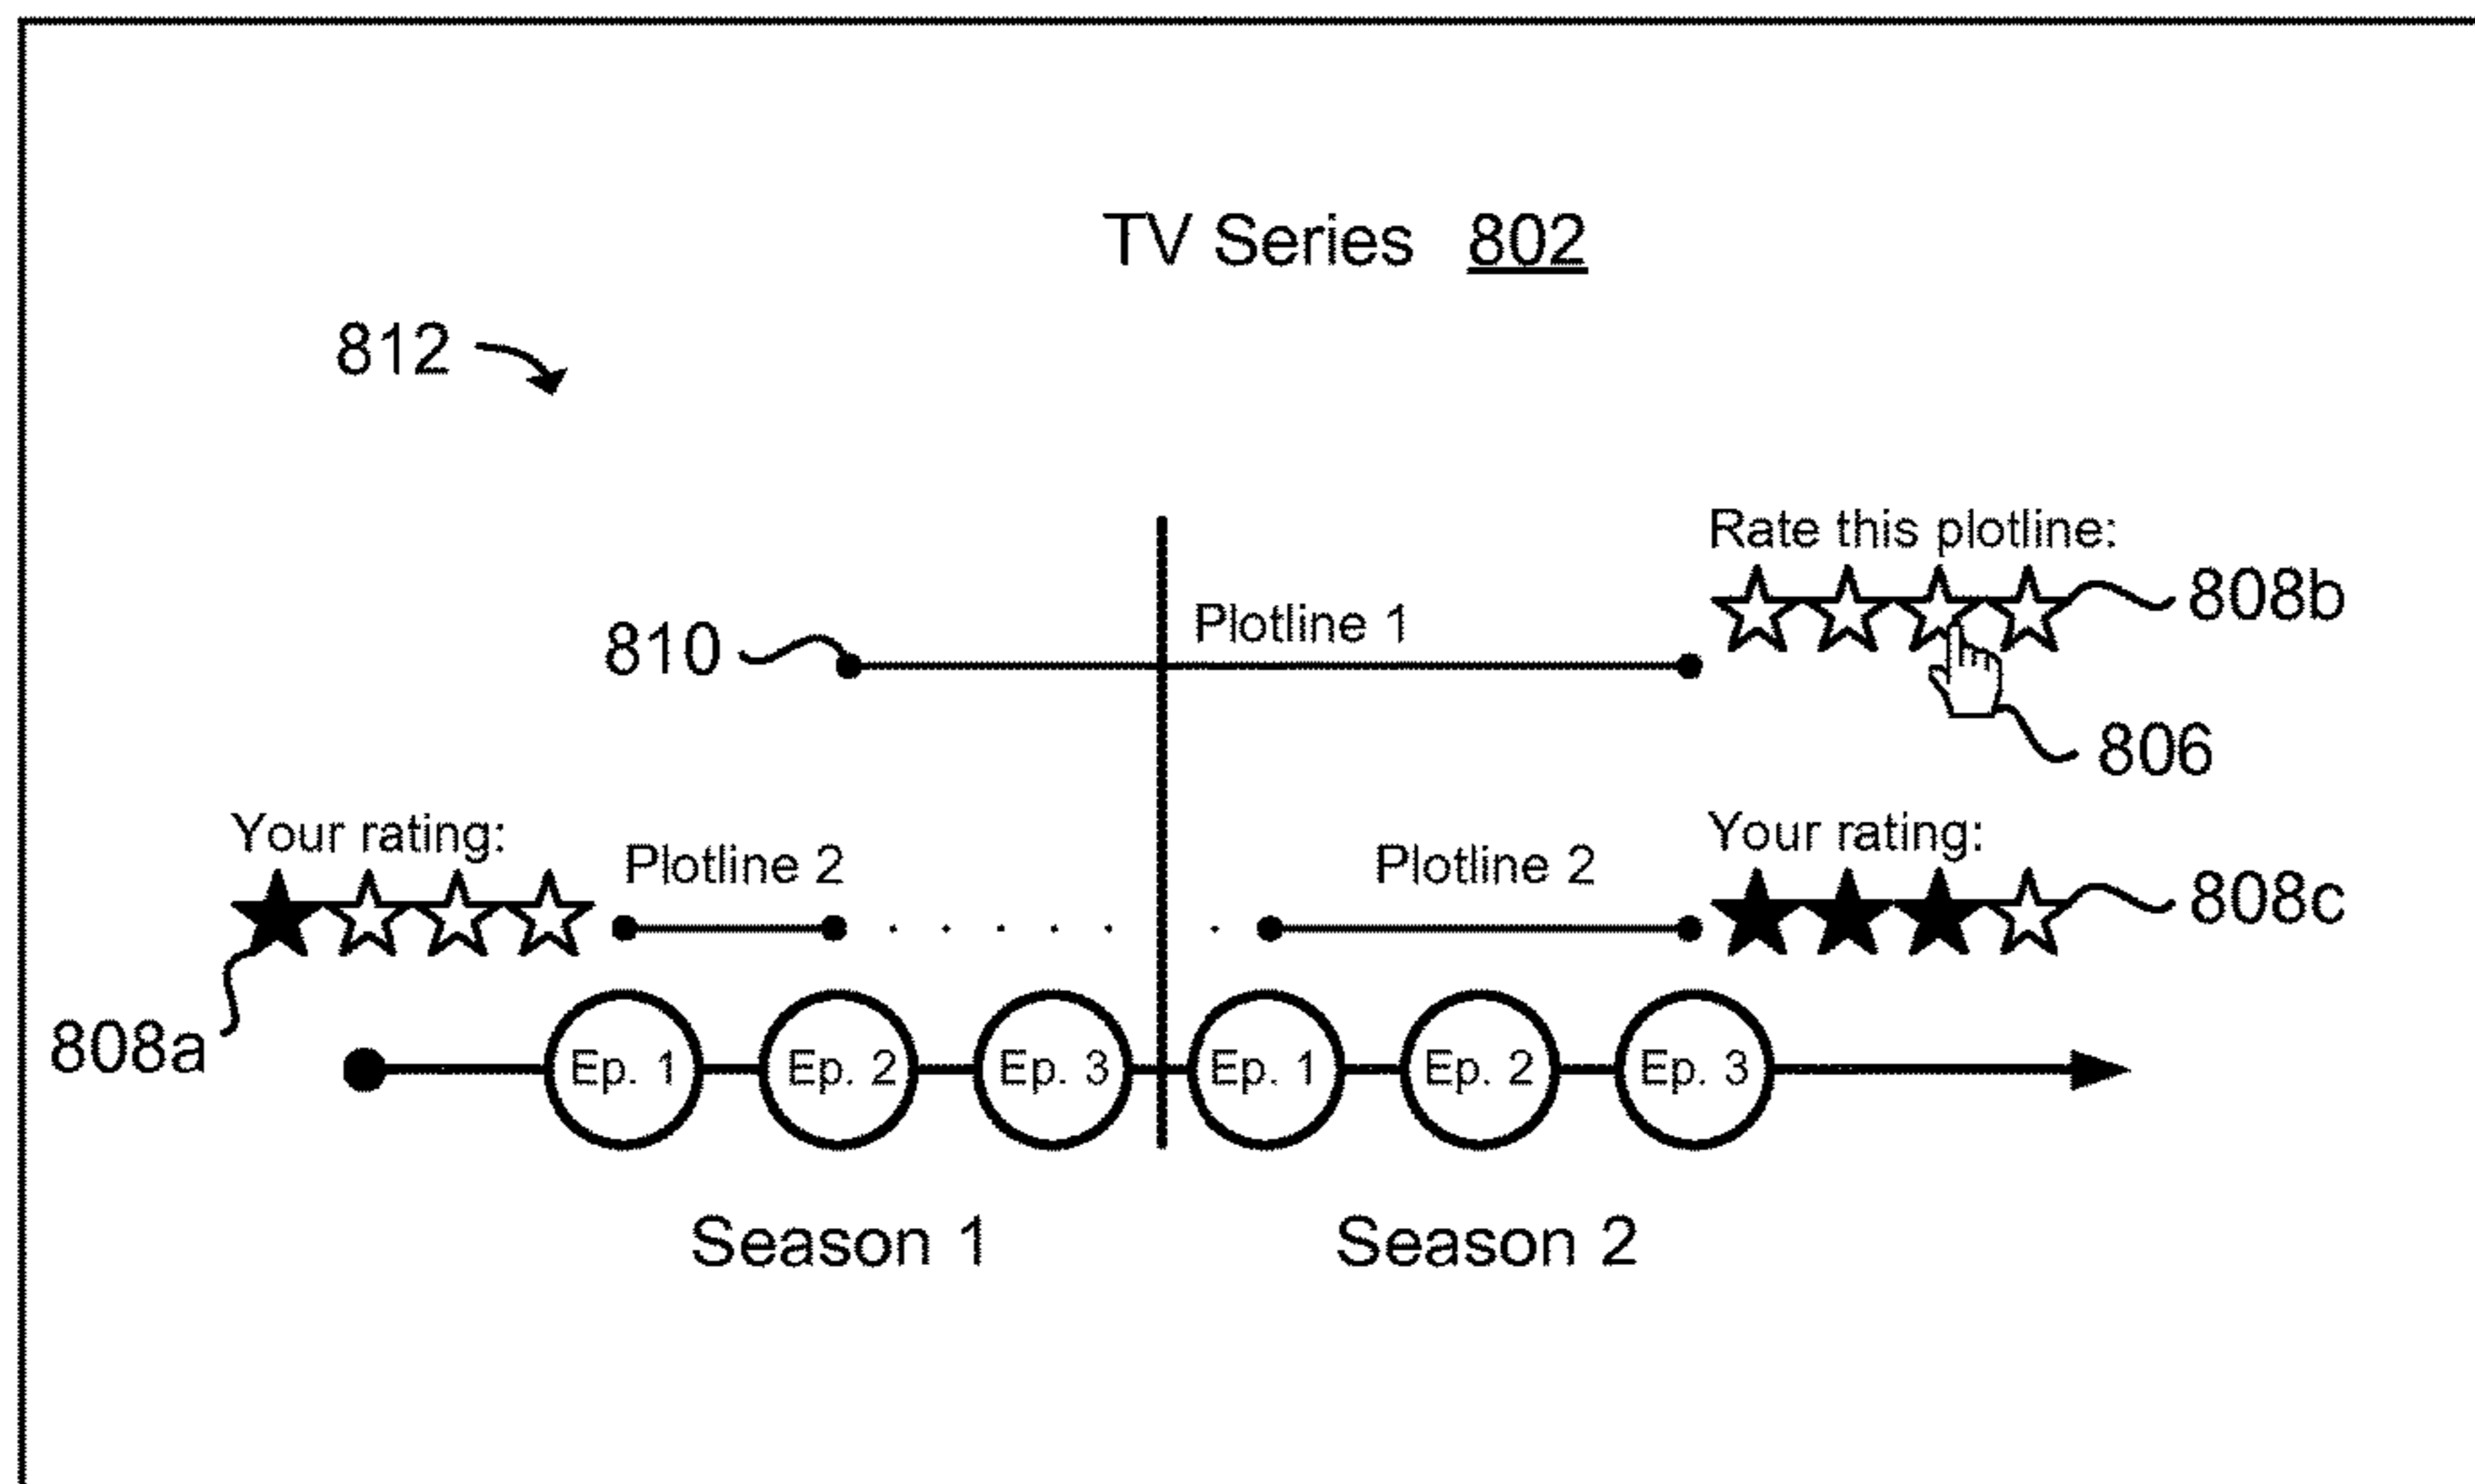 TV Series 802
812
Rate this plotline:
808b
Plotline 1
810
806
Your rating:
Your rating:
Plotline 2
Plotline 2
808c
808a
Ep. 1
Ep. 2
Ep. 3
Ep. 1
Ep. 2
Ep. 3
Season 1
Season 2